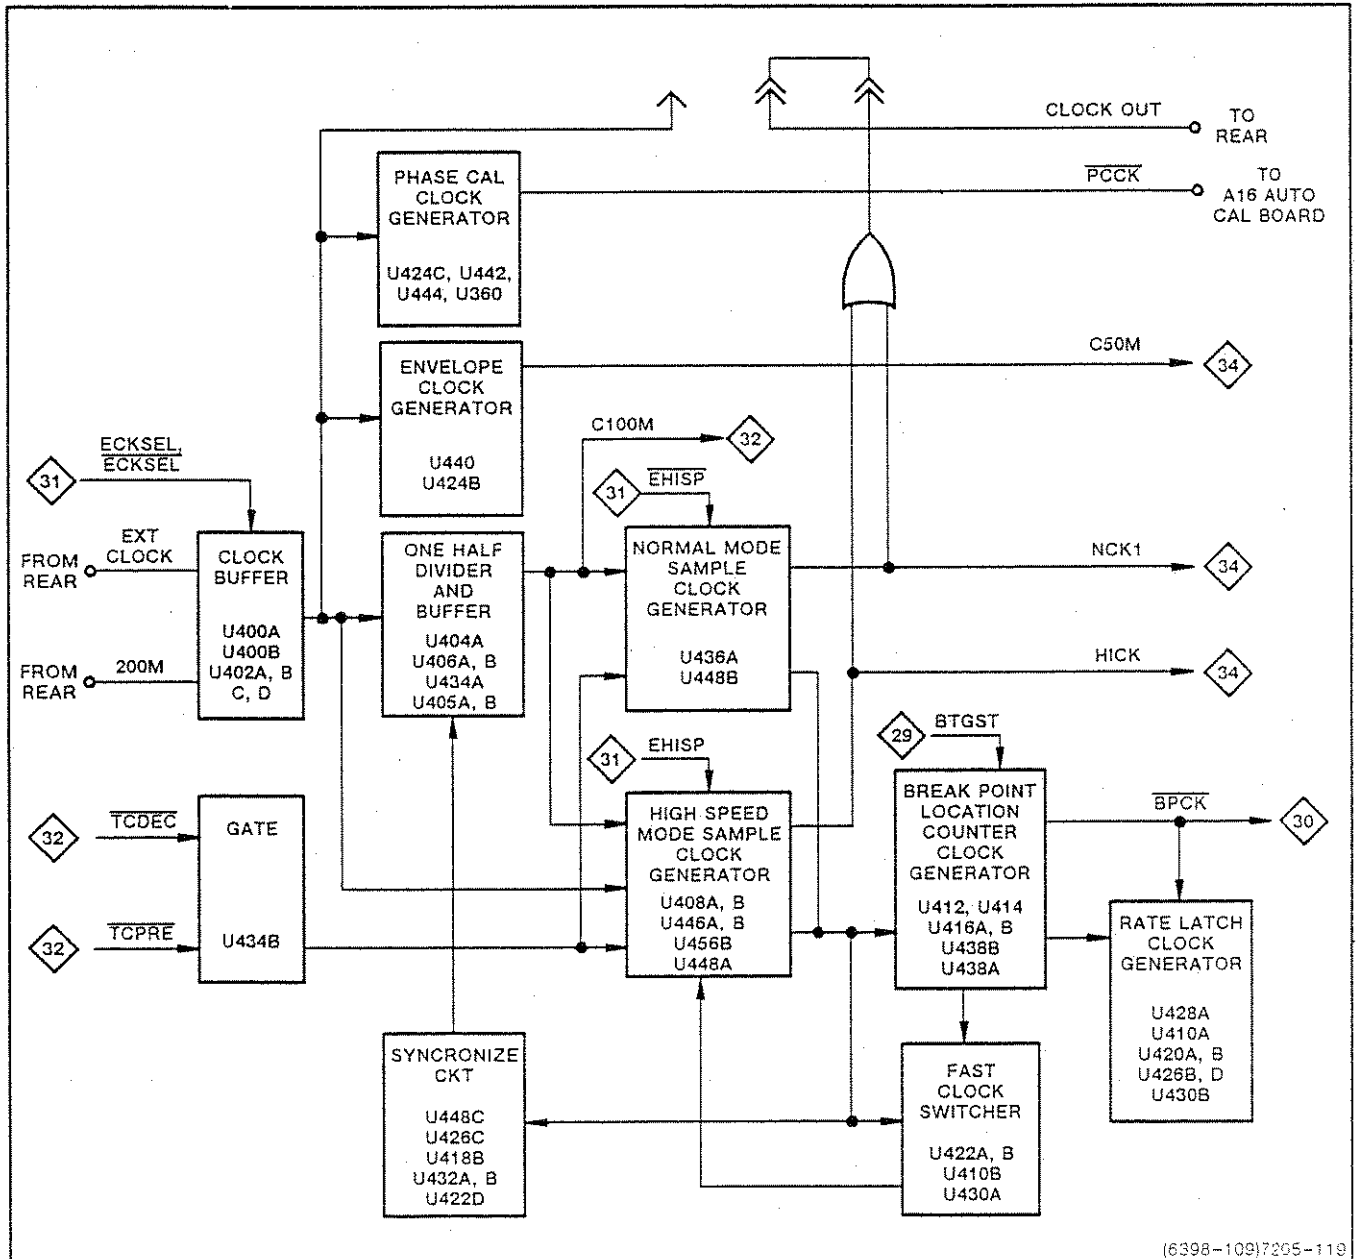 CLOCK OUT
TO
REAR
PHASE CAL
CLOCK
GENERATOR
U424C, U442,
U444, U360
PCCK
TO
A16 AUTO
CAL BOARD
ENVELOPE
CLOCK
GENERATOR
U440
U424B
C50M
34
C100M
32
ECKSEL,
ECKSEL
31
31
EHISP
EXT
CLOCK
FROM
REAR
CLOCK
BUFFER
U400A
U400B
U402A, B
C, D
200M
FROM
REAR
ONE HALF
DIVIDER
AND
BUFFER
U404A
U406A, B
U434A
U405A, B
NORMAL MODE
SAMPLE
CLOCK
GENERATOR
U436A
U448B
NCK1
34
HICK
34
31
EHISP
29
BTGST
32
TCDEC
GATE
U434B
32
TCPRE
HIGH SPEED
MODE SAMPLE
CLOCK
GENERATOR
U408A, B
U446A, B
U456B
U448A
BREAK POINT
LOCATION
COUNTER
CLOCK
GENERATOR
U412, U414
U416A, B
U438B
U438A
BPCK
30
RATE LATCH
CLOCK
GENERATOR
U428A
U410A
U420A, B
U426B, D
U430B
SYNCRONIZE
CKT
U448C
U426C
U418B
U432A, B
U422D
FAST
CLOCK
SWITCHER
U422A, B
U410B
U430A
(6398-109)7205-119